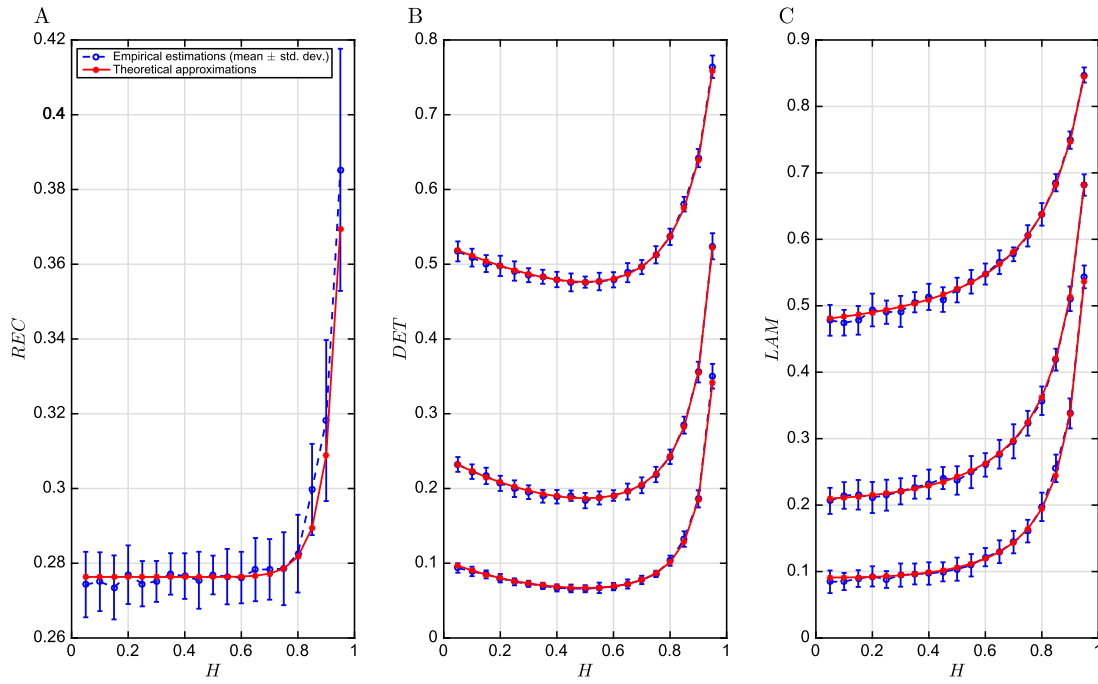 A
B
C
Empirical estimations (mean ± std. dev.)
Theoretical approximations
0.42
0.4
0.38
0.36
0.34
0.32
0.3
0.28
0.26
REC
0 0.2 0.4 0.6 0.8 1
H
0.8
0.7
0.6
0.5
0.4
0.3
0.2
0.1
0
DET
0 0.2 0.4 0.6 0.8 1
H
0.9
0.8
0.7
0.6
0.5
0.4
0.3
0.2
0.1
0
LAM
0 0.2 0.4 0.6 0.8 1
H